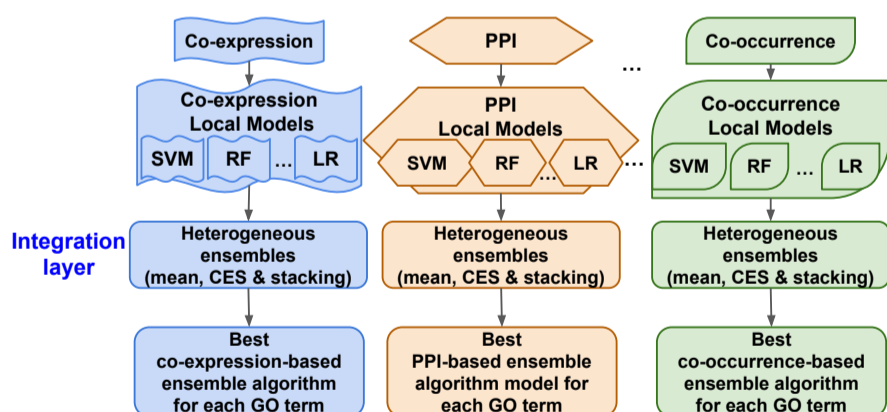 Co-expression
PPI
Co-occurrence
...
Co-expression
Local Models
SVM
RF
...
LR
PPI
Local Models
SVM
RF
...
LR
...
Co-occurrence
Local Models
SVM
RF
...
LR
Integration
layer
Heterogeneous
ensembles
(mean, CES & stacking)
Heterogeneous
ensembles
(mean, CES & stacking)
Heterogeneous
ensembles
(mean, CES & stacking)
Best
co-expression-based
ensemble algorithm
for each GO term
Best
PPI-based ensemble
algorithm model for
each GO term
Best
co-occurrence-based
ensemble algorithm
for each GO term